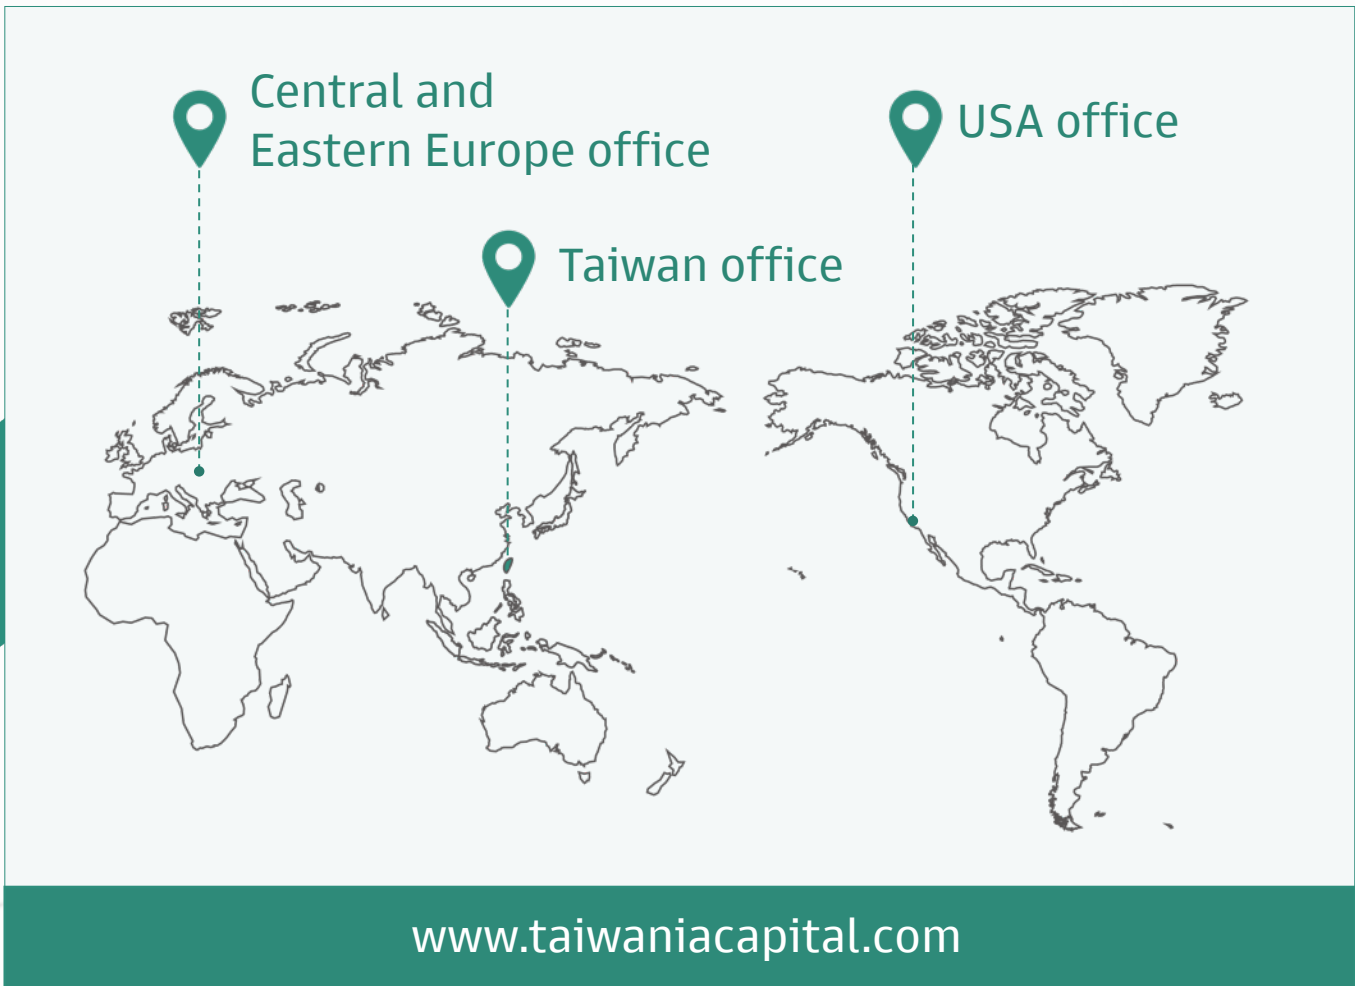 Central and
Eastern Europe office
USA office
Taiwan office
www.taiwaniacapital.com